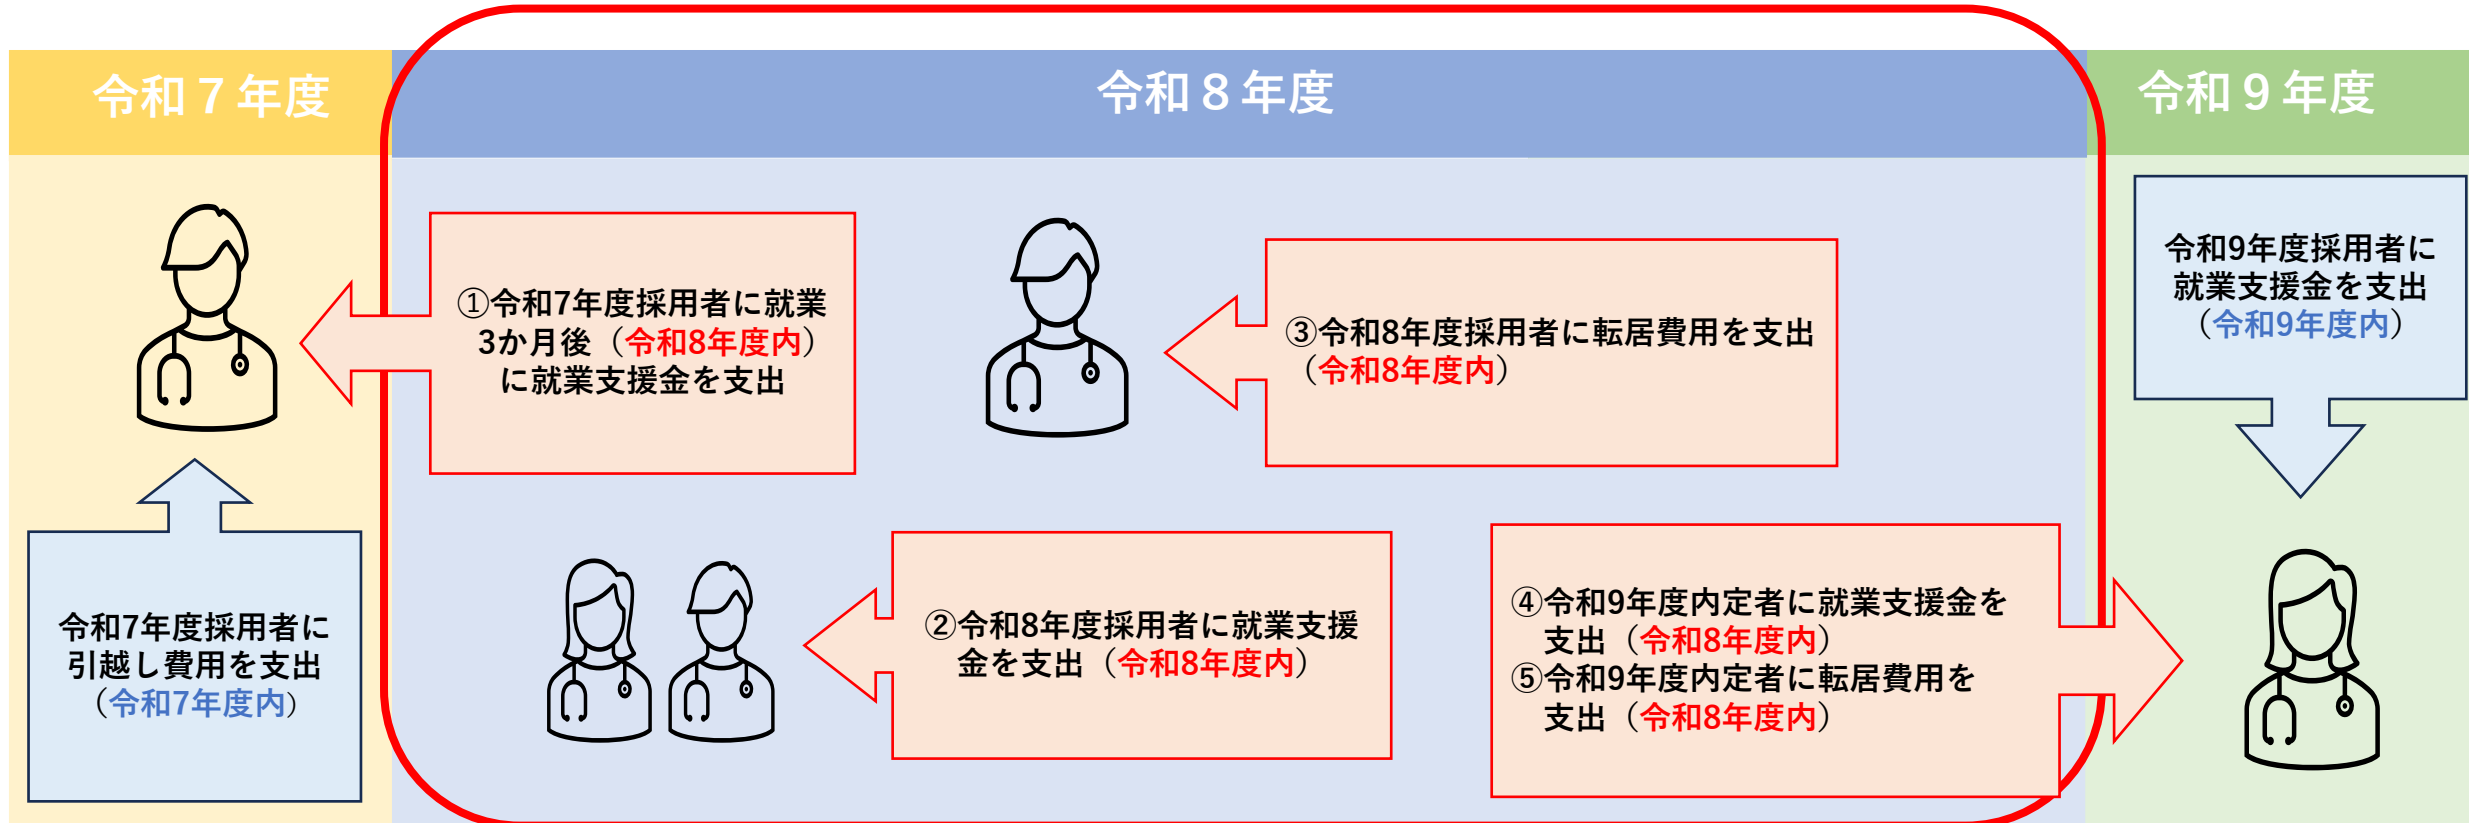 令和７年度
令和８年度
令和９年度
①令和7年度採用者に就業
3か月後（令和8年度内）
に就業支援金を支出
③令和8年度採用者に転居費用を支出
（令和8年度内）
令和9年度採用者に
就業支援金を支出
（令和9年度内）
令和7年度採用者に
引越し費用を支出
（令和7年度内）
②令和8年度採用者に就業支援
金を支出（令和8年度内）
④令和9年度内定者に就業支援金を
支出（令和8年度内）
⑤令和9年度内定者に転居費用を
支出（令和8年度内）